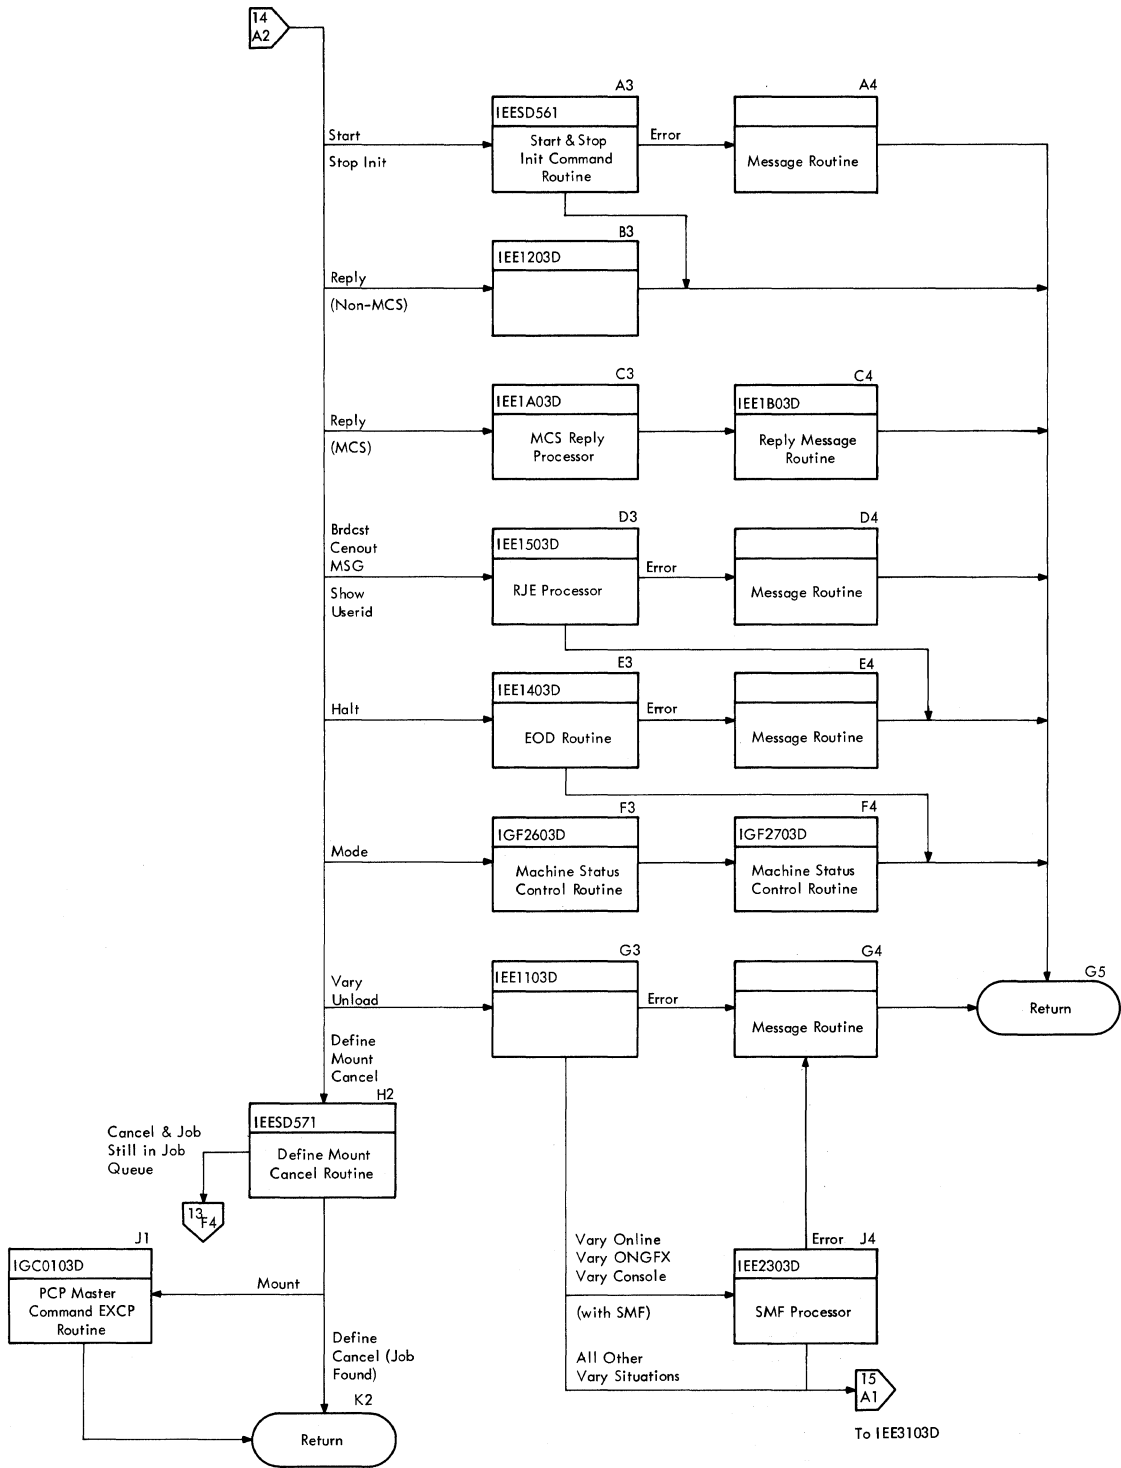 14
A2
A3
A4
IEESD561
Start
Stop Init
Start & Stop
Init Command
Routine
Error
Message Routine
B3
IEE1203D
Reply
(Non-MCS)
C3
C4
IEE1A03D
IEE1B03D
Reply
(MCS)
MCS Reply
Processor
Reply Message
Routine
D3
D4
Brdcst
Cenout
MSG
Show
Userid
IEE1503D
RJE Processor
Error
Message Routine
E3
E4
IEE1403D
Halt
EOD Routine
Error
Message Routine
F3
F4
IGF2603D
IGF2703D
Mode
Machine Status
Control Routine
Machine Status
Control Routine
G3
G4
G5
Vary
Unload
IEE1103D
Error
Message Routine
Return
Define
Mount
Cancel
H2
IEESD571
Define Mount
Cancel Routine
Cancel & Job
Still in Job
Queue
13
F4
J1
IGC0103D
PCP Master
Command EXCP
Routine
Mount
Vary Online
Vary ONGFX
Vary Console
(with SMF)
Error
J4
IEE2303D
SMF Processor
Define
Cancel (Job
Found)
All Other
Vary Situations
15
A1
To IEE3103D
K2
Return